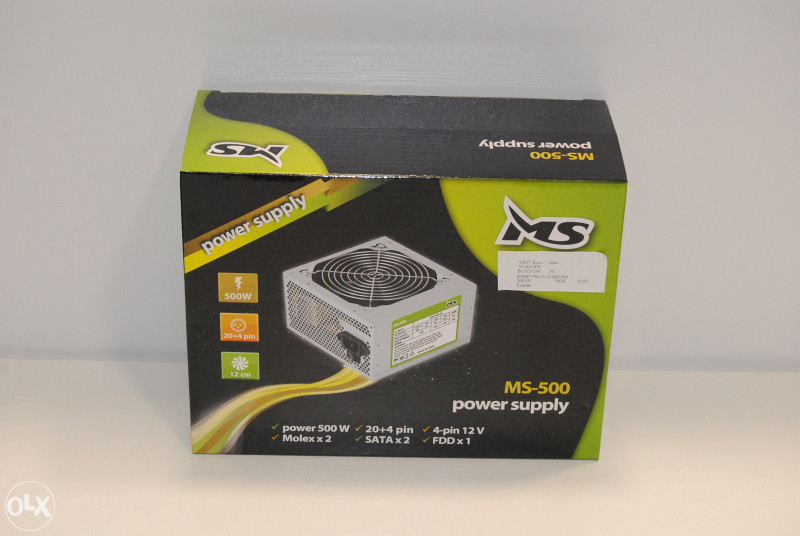 MS
MS-500
power supply
power supply
MS
500W
20+4 pin
12 cm
MS
MS-500
power supply
✓ power 500 W ✓ 20+4 pin ✓ 4-pin 12 V
✓ Molex x 2 ✓ SATA x 2 ✓ FDD x 1
OLX